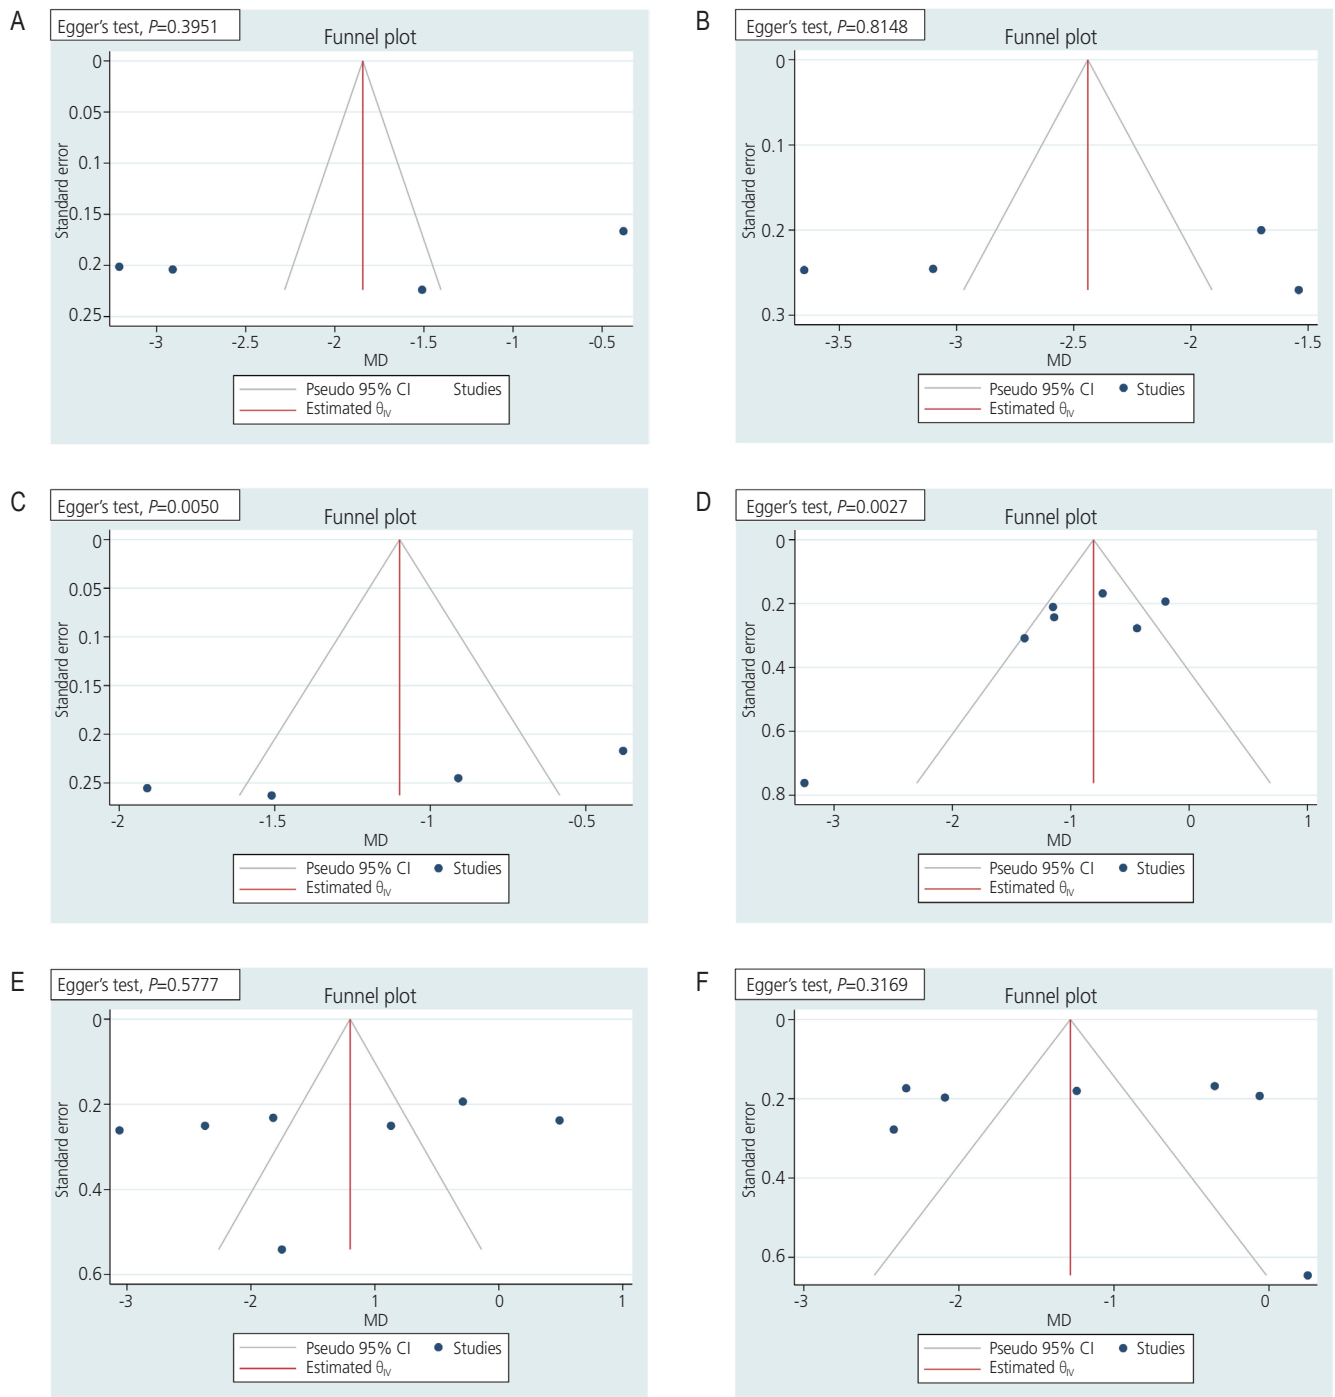 A
Egger's test, P=0.3951
Funnel plot
0
0.05
0.1
0.15
0.2
0.25
Standard error
-3
-2.5
-2
-1.5
-1
-0.5
MD
Pseudo 95% CI
Studies
Estimated θIV
B
Egger's test, P=0.8148
Funnel plot
0
0.1
0.2
0.3
Standard error
-3.5
-3
-2.5
-2
-1.5
MD
Pseudo 95% CI
Studies
Estimated θIV
C
Egger's test, P=0.0050
Funnel plot
0
0.05
0.1
0.15
0.2
0.25
Standard error
-2
-1.5
-1
-0.5
MD
Pseudo 95% CI
Studies
Estimated θIV
D
Egger's test, P=0.0027
Funnel plot
0
0.2
0.4
0.6
0.8
Standard error
-3
-2
-1
0
1
MD
Pseudo 95% CI
Studies
Estimated θIV
E
Egger's test, P=0.5777
Funnel plot
0
0.2
0.4
0.6
Standard error
-3
-2
1
0
1
MD
Pseudo 95% CI
Studies
Estimated θIV
F
Egger's test, P=0.3169
Funnel plot
0
0.2
0.4
0.6
Standard error
-3
-2
-1
0
MD
Pseudo 95% CI
Studies
Estimated θIV